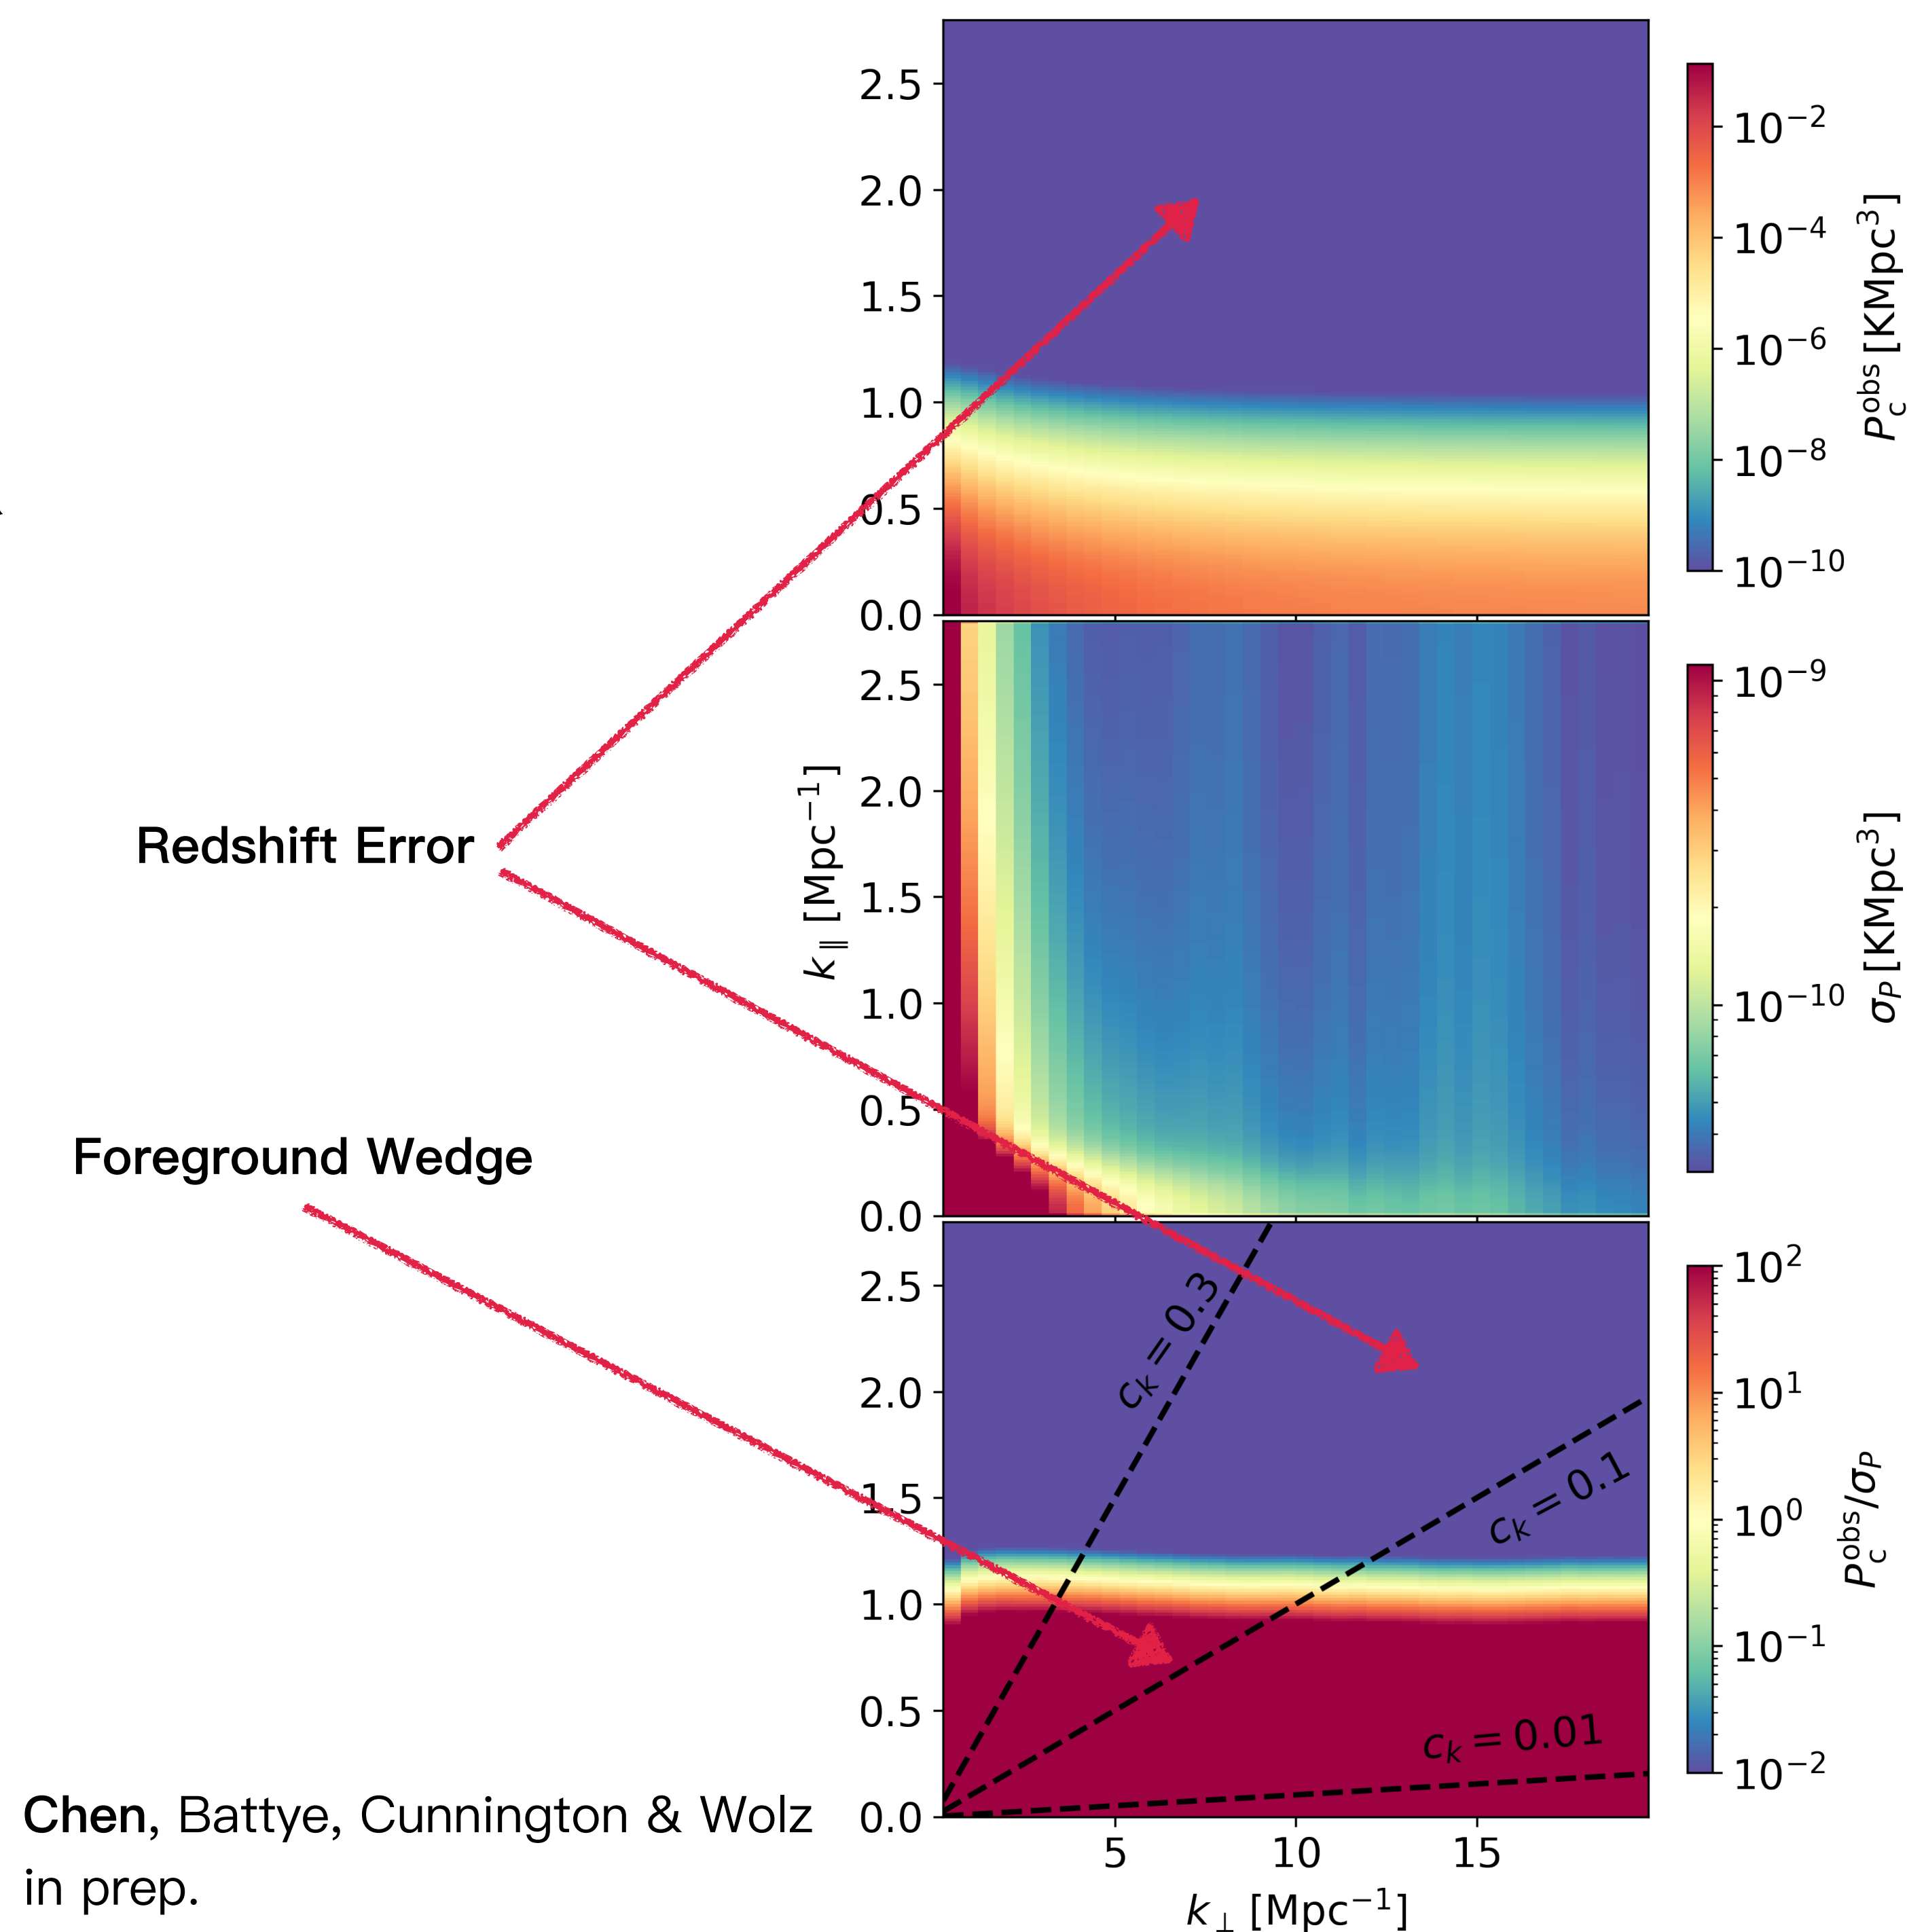 2.5
2.0
1.5
1.0
0.5
0.0
10⁻²
10⁻⁴
10⁻⁶
10⁻⁸
10⁻¹⁰
P_c^obs [KMpc³]
Redshift Error
k_∥ [Mpc⁻¹]
2.5
2.0
1.5
1.0
0.5
0.0
10⁻⁹
10⁻¹⁰
σ_P [KMpc³]
Foreground Wedge
2.5
2.0
1.5
1.0
0.5
0.0
c_k = 0.3
c_k = 0.1
c_k = 0.01
10²
10¹
10⁰
10⁻¹
10⁻²
P_c^obs/σ_P
5 10 15
k_⊥ [Mpc⁻¹]
Chen, Battye, Cunnington & Wolz
in prep.